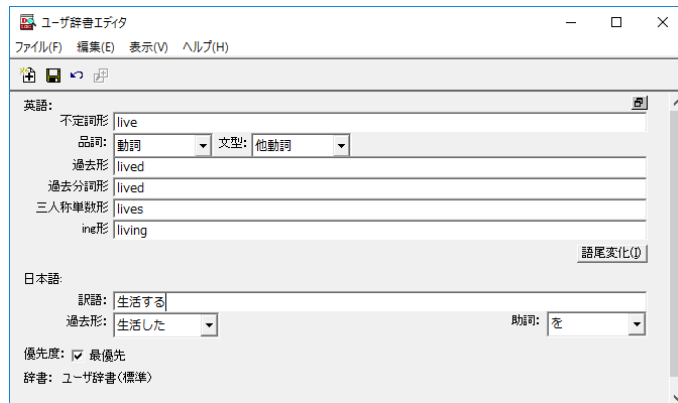 ユーザ辞書エディタ
ファイル(F) 編集(E) 表示(V) ヘルプ(H)
英語:
不定詞形 live
品詞: 動詞 文型: 他動詞
過去形 lived
過去分詞形 lived
三人称単数形 lives
ing形 living
語尾変化(I)
日本語:
訳語: 生活する
過去形: 生活した 助詞: を
優先度: 最優先
辞書: ユーザ辞書(標準)